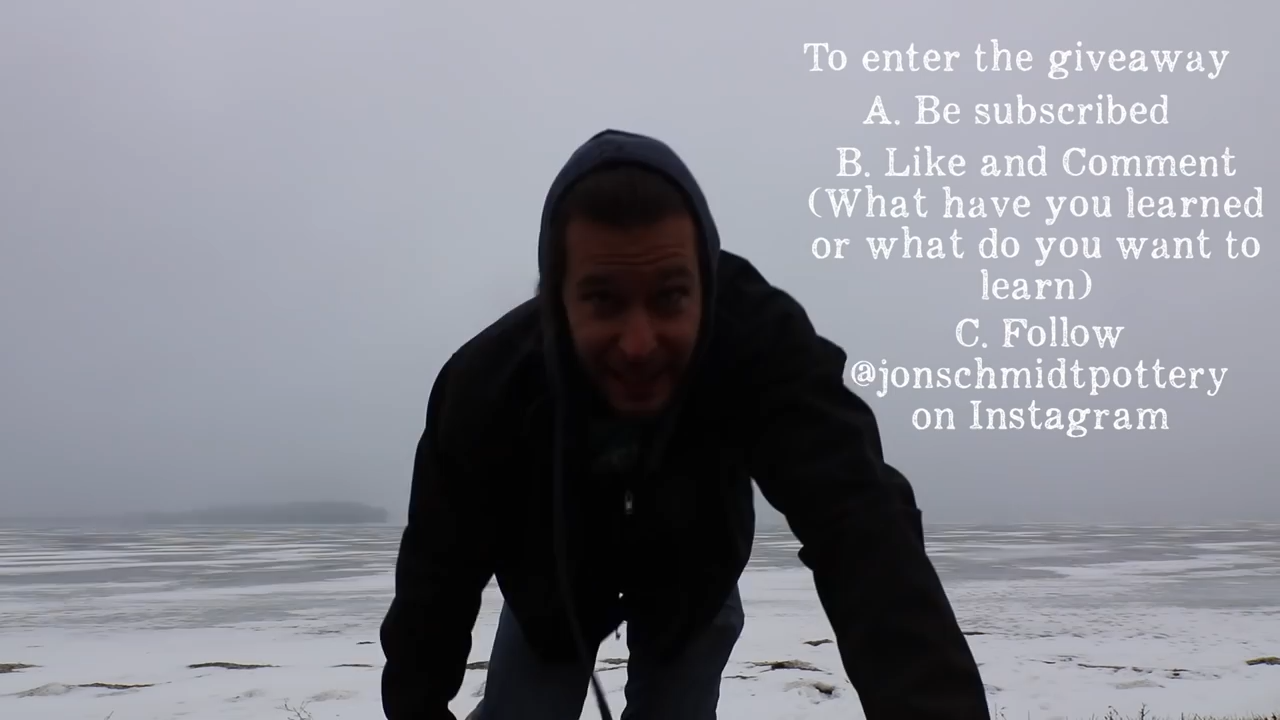 To enter the giveaway
A. Be subscribed
B. Like and Comment
(What have you learned
or what do you want to
learn)
C. Follow
@jonschmidtpottery
on Instagram